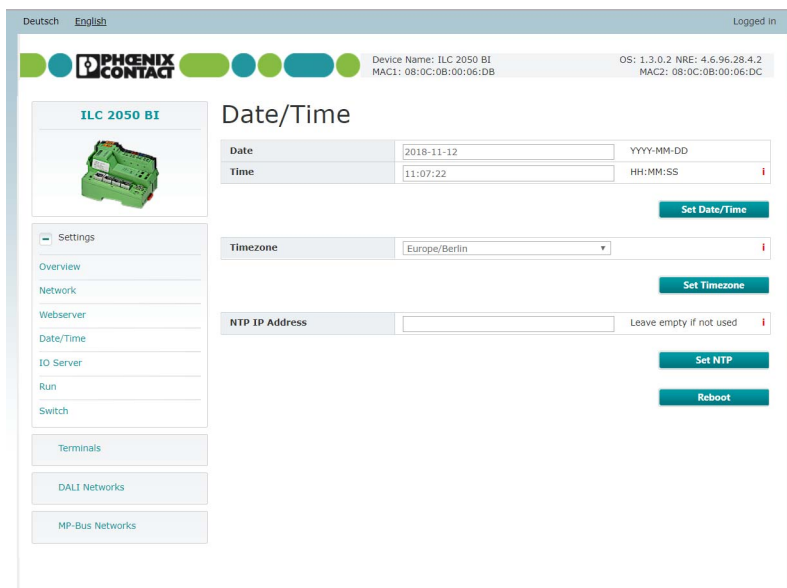 Deutsch English Logged in
PHŒNIX
CONTACT
Device Name: ILC 2050 BI OS: 1.3.0.2 NRE: 4.6.96.28.4.2
MAC1: 08:0C:0B:00:06:DB MAC2: 08:0C:0B:00:06:DC
ILC 2050 BI
Settings
Overview
Network
Webserver
Date/Time
IO Server
Run
Switch
Terminals
DALI Networks
MP-Bus Networks
Date/Time
Date 2018-11-12 YYYY-MM-DD
Time 11:07:22 HH:MM:SS i
Set Date/Time
Timezone Europe/Berlin i
Set Timezone
NTP IP Address Leave empty if not used i
Set NTP
Reboot